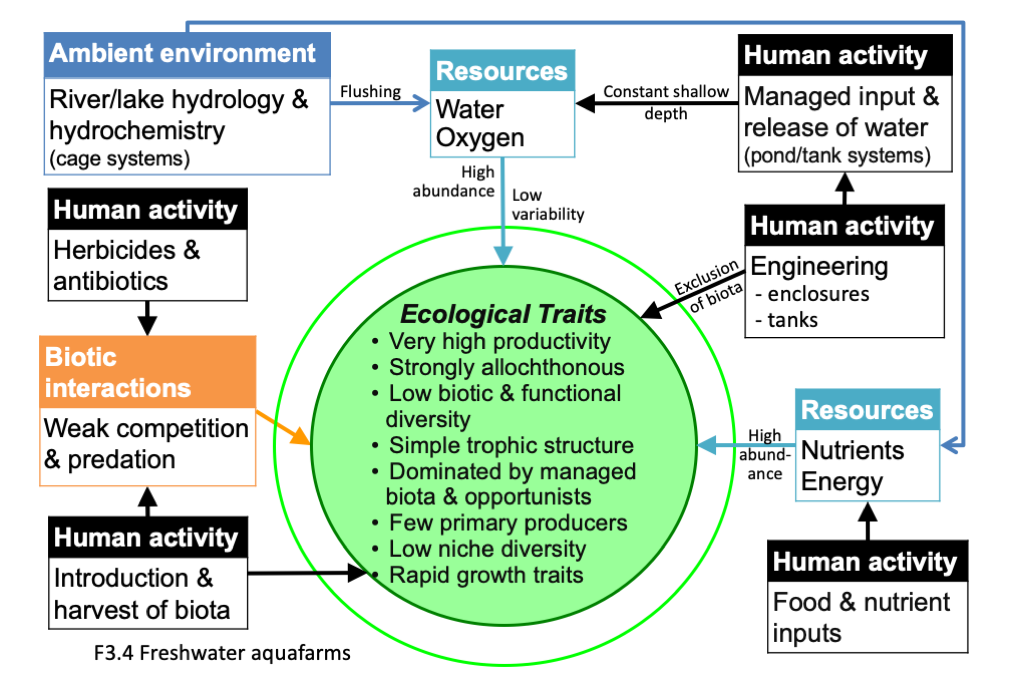 Ambient environment
River/lake hydrology &
hydrochemistry
(cage systems)
Flushing
Resources
Water
Oxygen
Constant shallow
depth
Human activity
Managed input &
release of water
(pond/tank systems)
High
abundance
Low
variability
Human activity
Herbicides &
antibiotics
Human activity
Engineering
- enclosures
- tanks
Exclusion
of biota
Ecological Traits
• Very high productivity
• Strongly allochthonous
• Low biotic & functional
diversity
• Simple trophic structure
• Dominated by managed
biota & opportunists
• Few primary producers
• Low niche diversity
• Rapid growth traits
Biotic
interactions
Weak competition
& predation
Resources
Nutrients
Energy
High
abund-
ance
Human activity
Introduction &
harvest of biota
Human activity
Food & nutrient
inputs
F3.4 Freshwater aquafarms